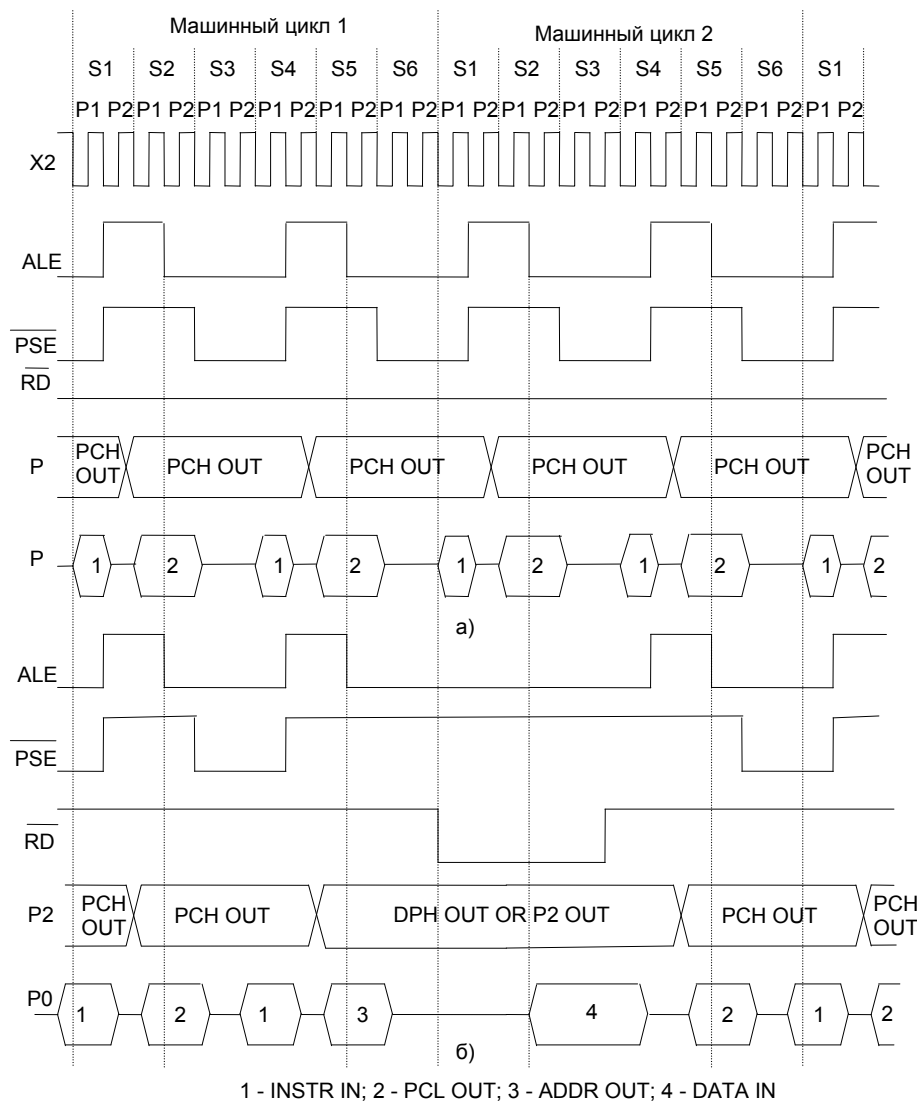 Машинный цикл 1 Машинный цикл 2
S1 S2 S3 S4 S5 S6 S1 S2 S3 S4 S5 S6 S1
P1 P2 P1 P2 P1 P2 P1 P2 P1 P2 P1 P2 P1 P2 P1 P2 P1 P2 P1 P2 P1 P2 P1 P2 P1 P2
X2
ALE
PSE
RD
P PCH OUT PCH OUT PCH OUT PCH OUT PCH OUT PCH OUT
P 1 2 1 2 1 2 1 2 1 2
а)
ALE
PSE
RD
P2 PCH OUT PCH OUT DPH OUT OR P2 OUT PCH OUT PCH OUT
P0 1 2 1 3 4 2 1 2
б)
1 - INSTR IN; 2 - PCL OUT; 3 - ADDR OUT; 4 - DATA IN